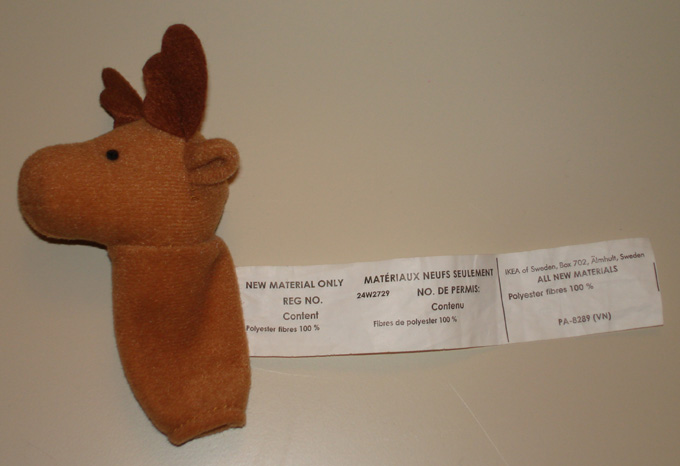 NEW MATERIAL ONLY
REG NO.
Content
Polyester fibres 100 %
MATÉRIAUX NEUFS SEULEMENT
24W2729 NO. DE PERMIS:
Contenu
Fibres de polyester 100 %
IKEA of Sweden, Box 702, Älmhult, Sweden
ALL NEW MATERIALS
Polyester fibres 100 %
PA-8289 (VN)